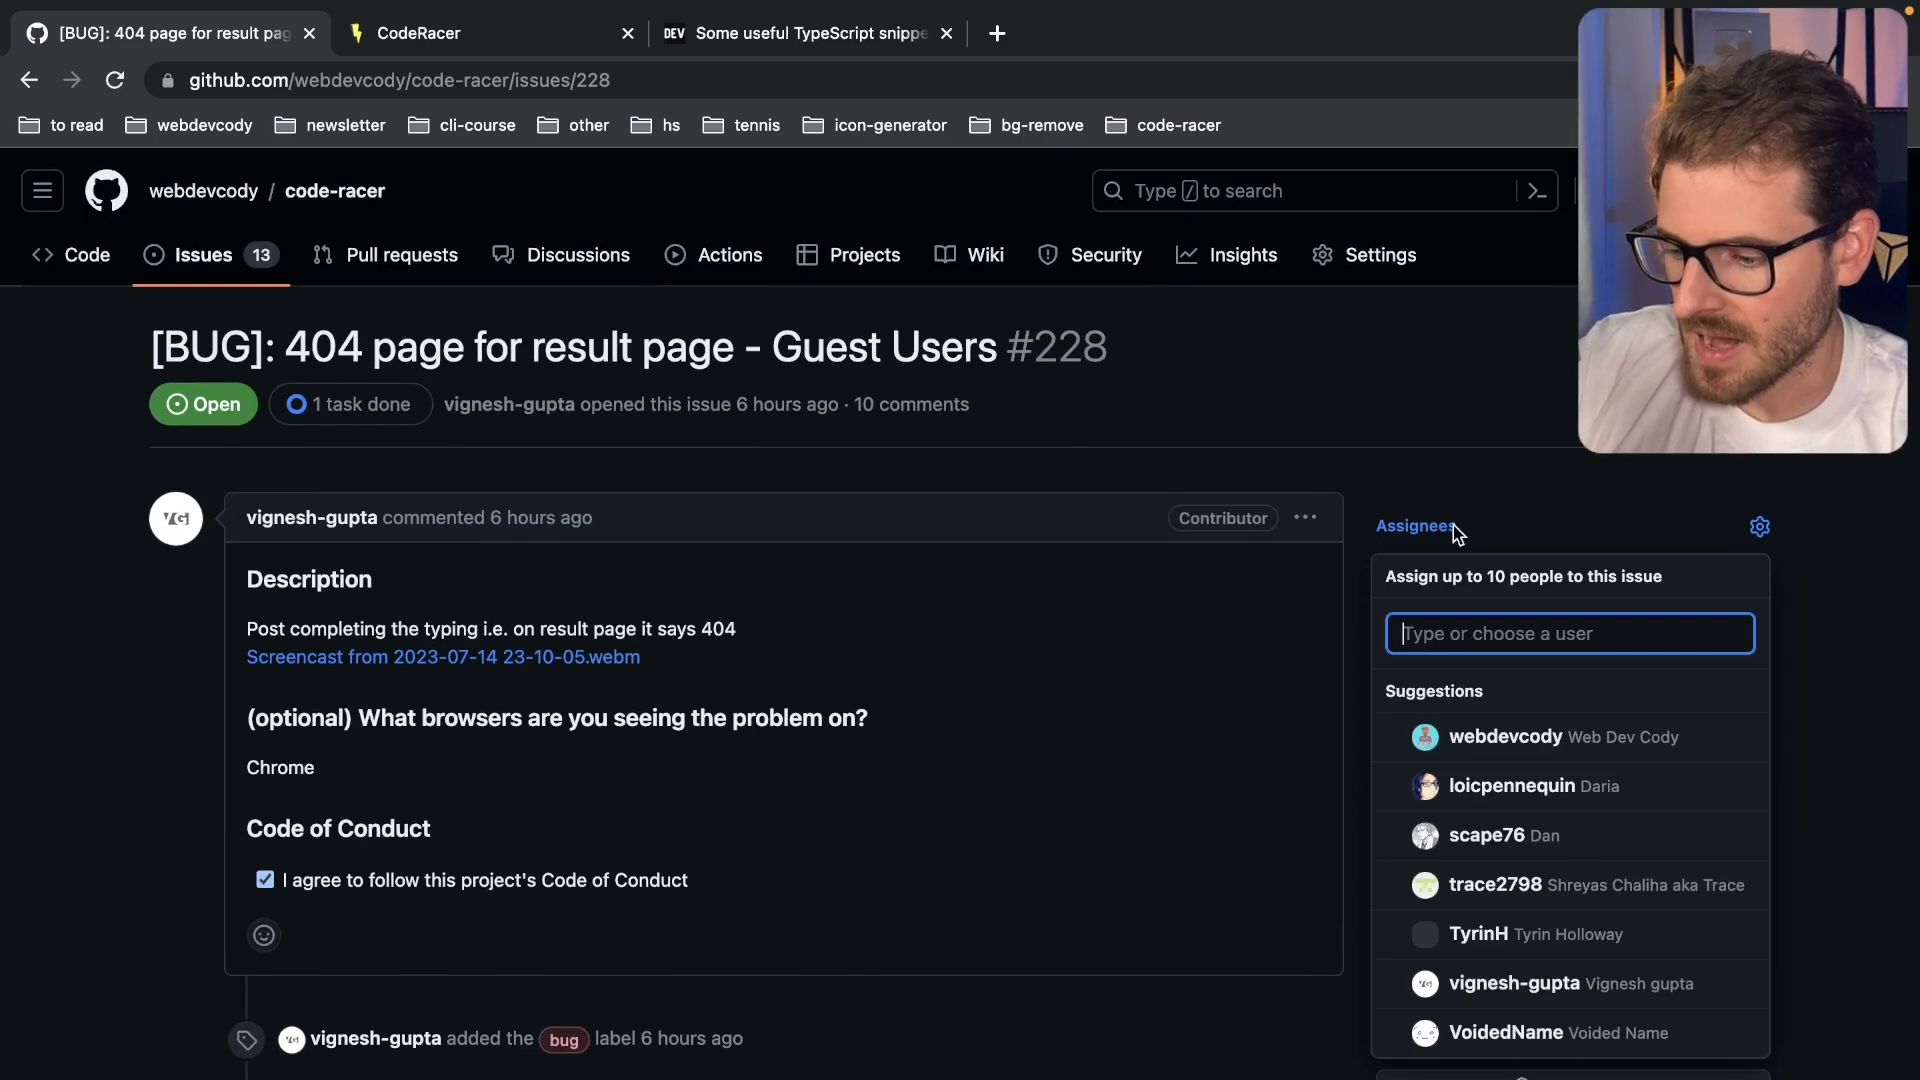 [BUG]: 404 page for result pag
CodeRacer
DEV Some useful TypeScript snippe
github.com/webdevcody/code-racer/issues/228
to read
webdevcody
newsletter
cli-course
other
hs
tennis
icon-generator
bg-remove
code-racer
webdevcody / code-racer
Type / to search
Code
Issues 13
Pull requests
Discussions
Actions
Projects
Wiki
Security
Insights
Settings
[BUG]: 404 page for result page - Guest Users #228
Open
1 task done
vignesh-gupta opened this issue 6 hours ago · 10 comments
VG
vignesh-gupta commented 6 hours ago
Contributor
Description
Post completing the typing i.e. on result page it says 404
Screencast from 2023-07-14 23-10-05.webm
(optional) What browsers are you seeing the problem on?
Chrome
Code of Conduct
I agree to follow this project's Code of Conduct
vignesh-gupta added the bug label 6 hours ago
Assignees
Assign up to 10 people to this issue
Type or choose a user
Suggestions
webdevcody Web Dev Cody
loicpennequin Daria
scape76 Dan
trace2798 Shreyas Chaliha aka Trace
TyrinH Tyrin Holloway
vignesh-gupta Vignesh gupta
VoidedName Voided Name